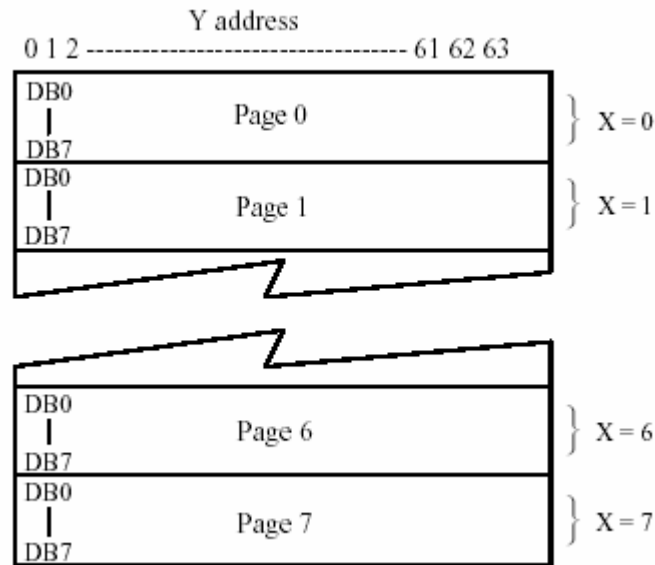 Y address
0 1 2 ---------------------------------- 61 62 63
DB0
Page 0
X = 0
DB7
DB0
Page 1
X = 1
DB7
DB0
Page 6
X = 6
DB7
DB0
Page 7
X = 7
DB7